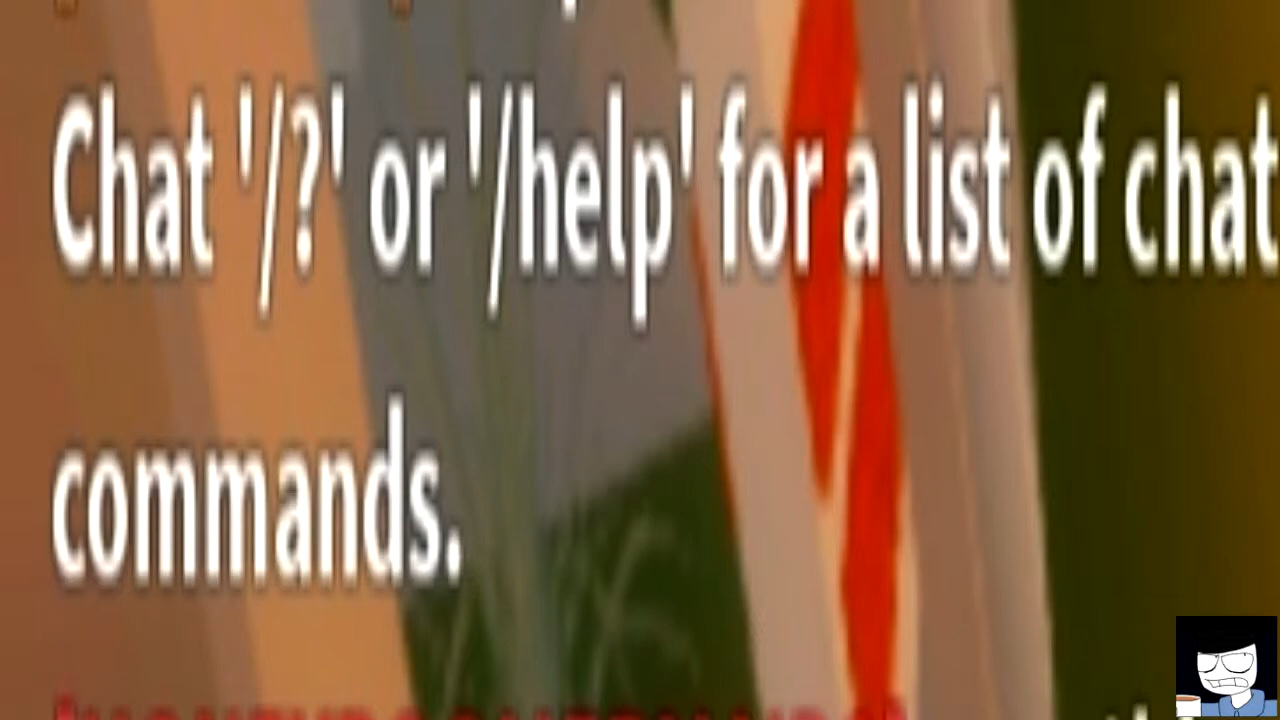 Chat '/?' or '/help' for a list of chat
commands.